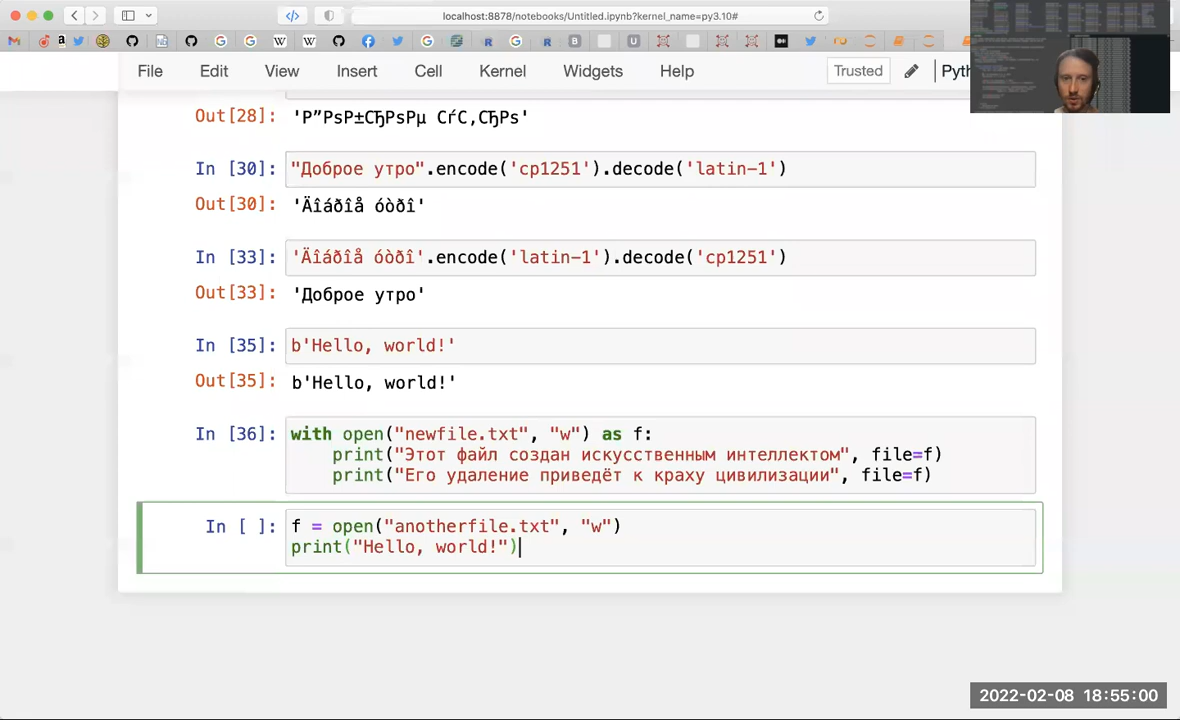 localhost:8878/notebooks/Untitled.ipynb?kernel_name=py3.10#
File Edit View Insert Cell Kernel Widgets Help Trusted Pyth
Out[28]: 'Р”РѕР±СЂРѕРµ СѓС‚СЂРѕ'
In [30]: "Доброе утро".encode('cp1251').decode('latin-1')
Out[30]: 'Äîáðîå óòðî'
In [33]: 'Äîáðîå óòðî'.encode('latin-1').decode('cp1251')
Out[33]: 'Доброе утро'
In [35]: b'Hello, world!'
Out[35]: b'Hello, world!'
In [36]: with open("newfile.txt", "w") as f:
print("Этот файл создан искусственным интеллектом", file=f)
print("Его удаление приведёт к краху цивилизации", file=f)
In [ ]: f = open("anotherfile.txt", "w")
print("Hello, world!")
2022-02-08 18:55:00